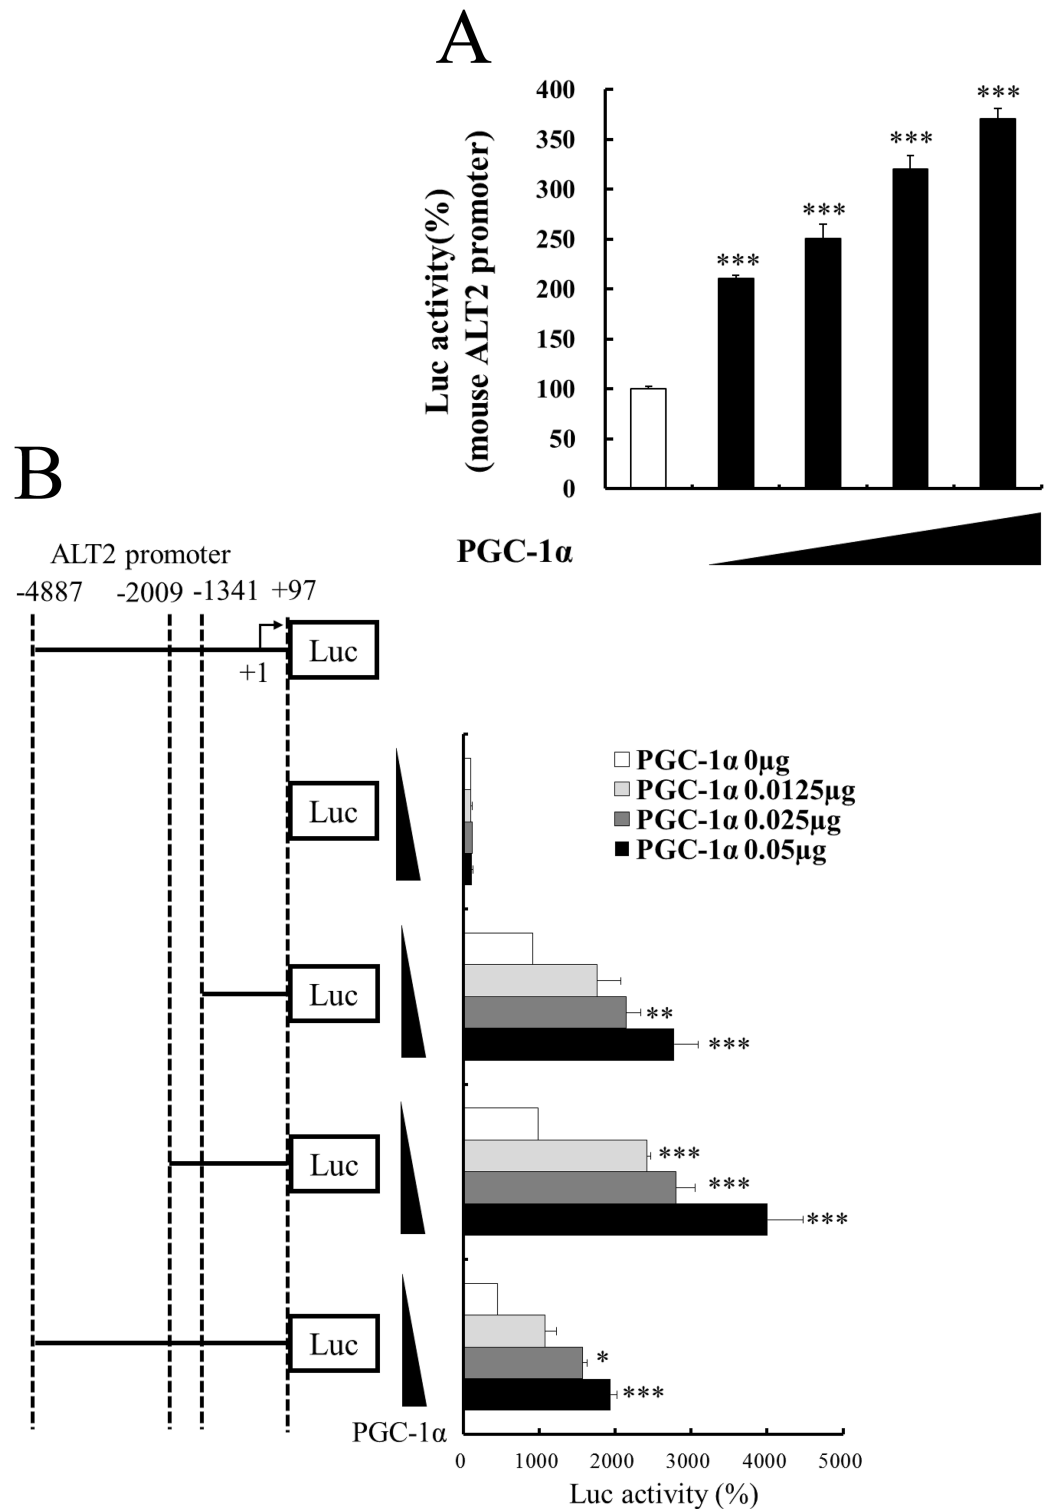 A
Luc activity(%)
(mouse ALT2 promoter)
400
350
300
250
200
150
100
50
0
***
***
***
***
PGC-1α
B
ALT2 promoter
-4887 -2009 -1341 +97
+1
Luc
PGC-1α 0μg
PGC-1α 0.0125μg
PGC-1α 0.025μg
PGC-1α 0.05μg
Luc
Luc
**
***
Luc
***
***
***
Luc
*
***
PGC-1α
0 1000 2000 3000 4000 5000
Luc activity (%)